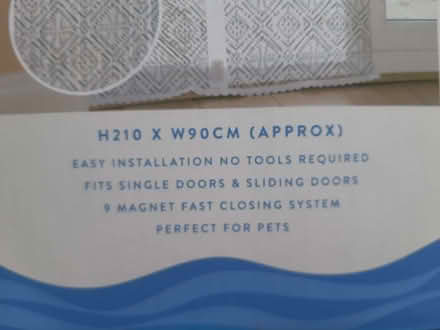 H210 X W90CM (APPROX)
EASY INSTALLATION NO TOOLS REQUIRED
FITS SINGLE DOORS & SLIDING DOORS
9 MAGNET FAST CLOSING SYSTEM
PERFECT FOR PETS